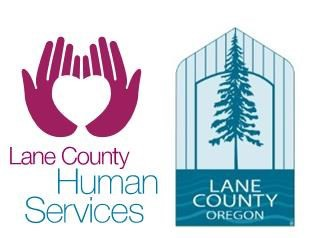 Lane County
Human
Services
LANE
COUNTY
OREGON